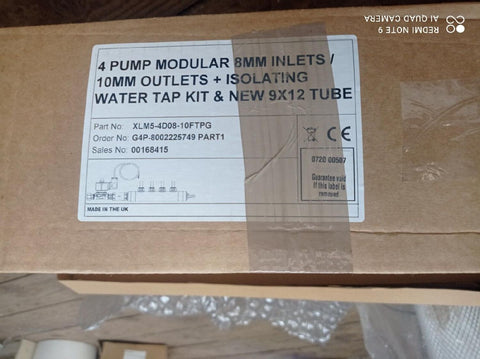 REDMI NOTE 9
AI QUAD CAMERA
4 PUMP MODULAR 8MM INLETS /
10MM OUTLETS + ISOLATING
WATER TAP KIT & NEW 9X12 TUBE
Part No: XLM5-4D08-10FTPG
Order No: G4P-8002225749 PART1
Sales No: 00168415
CE
0720 00507
Guarantee void
if this label is
removed
MADE IN THE UK